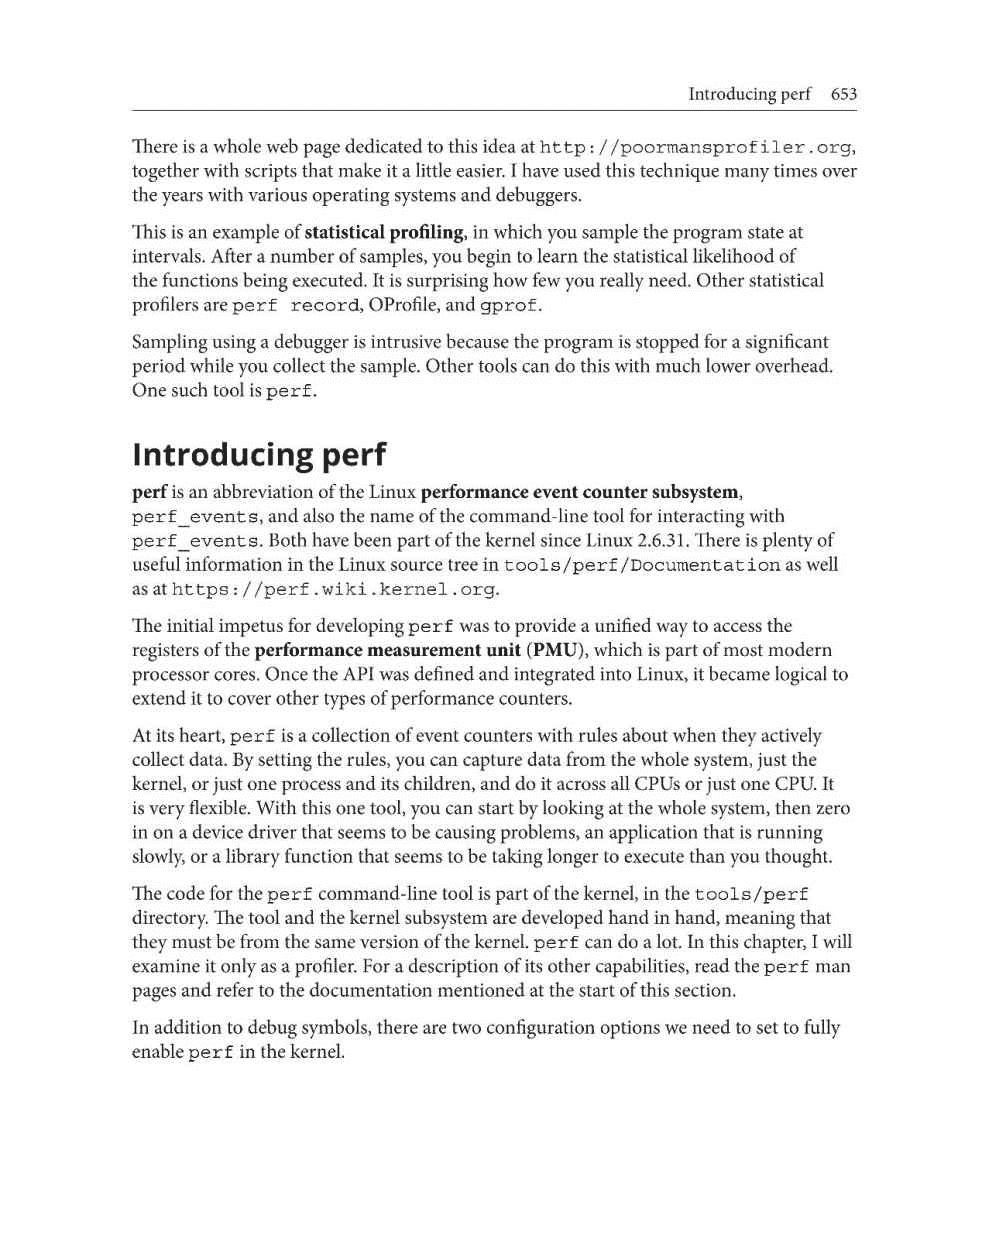 Introducing perf 653
There is a whole web page dedicated to this idea at http://poormansprofiler.org,
together with scripts that make it a little easier. I have used this technique many times over
the years with various operating systems and debuggers.
This is an example of statistical profiling, in which you sample the program state at
intervals. After a number of samples, you begin to learn the statistical likelihood of
the functions being executed. It is surprising how few you really need. Other statistical
profilers are perf record, OProfile, and gprof.
Sampling using a debugger is intrusive because the program is stopped for a significant
period while you collect the sample. Other tools can do this with much lower overhead.
One such tool is perf.
Introducing perf
perf is an abbreviation of the Linux performance event counter subsystem,
perf_events, and also the name of the command-line tool for interacting with
perf_events. Both have been part of the kernel since Linux 2.6.31. There is plenty of
useful information in the Linux source tree in tools/perf/Documentation as well
as at https://perf.wiki.kernel.org.
The initial impetus for developing perf was to provide a unified way to access the
registers of the performance measurement unit (PMU), which is part of most modern
processor cores. Once the API was defined and integrated into Linux, it became logical to
extend it to cover other types of performance counters.
At its heart, perf is a collection of event counters with rules about when they actively
collect data. By setting the rules, you can capture data from the whole system, just the
kernel, or just one process and its children, and do it across all CPUs or just one CPU. It
is very flexible. With this one tool, you can start by looking at the whole system, then zero
in on a device driver that seems to be causing problems, an application that is running
slowly, or a library function that seems to be taking longer to execute than you thought.
The code for the perf command-line tool is part of the kernel, in the tools/perf
directory. The tool and the kernel subsystem are developed hand in hand, meaning that
they must be from the same version of the kernel. perf can do a lot. In this chapter, I will
examine it only as a profiler. For a description of its other capabilities, read the perf man
pages and refer to the documentation mentioned at the start of this section.
In addition to debug symbols, there are two configuration options we need to set to fully
enable perf in the kernel.